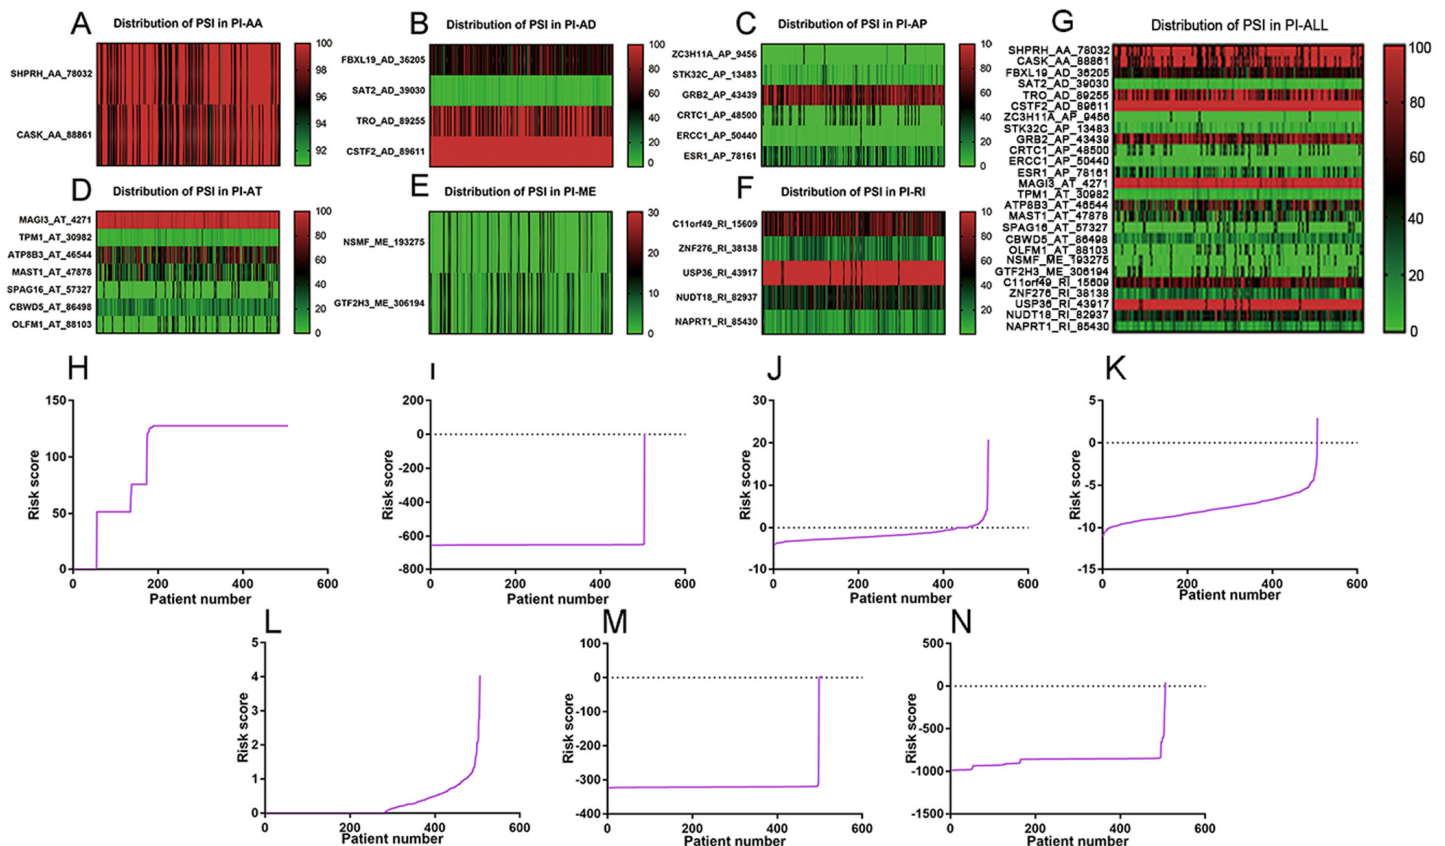 A
Distribution of PSI in PI-AA
SHPRH_AA_78032
CASK_AA_88861
100
98
96
94
92
B
Distribution of PSI in PI-AD
FBXL19_AD_36205
SAT2_AD_39030
TRO_AD_89255
CSTF2_AD_89611
100
80
60
40
20
0
C
Distribution of PSI in PI-AP
ZC3H11A_AP_9456
STK32C_AP_13483
GRB2_AP_43439
CRTC1_AP_48500
ERCC1_AP_50440
ESR1_AP_78161
10
80
60
40
20
0
G
Distribution of PSI in PI-ALL
SHPRH_AA_78032
CASK_AA_88861
FBXL19_AD_36205
SAT2_AD_39030
TRO_AD_89255
CSTF2_AD_89611
ZC3H11A_AP_9456
STK32C_AP_13483
GRB2_AP_43439
CRTC1_AP_48500
ERCC1_AP_50440
ESR1_AP_78161
MAGI3_AT_4271
TPM1_AT_30982
ATP8B3_AT_46544
MAST1_AT_47878
SPAG16_AT_57327
CBWD5_AT_86498
OLFM1_AT_88103
NSMF_ME_193275
GTF2H3_ME_306194
C11orf49_RI_15609
ZNF276_RI_38138
USP36_RI_43917
NUDT18_RI_82937
NAPRT1_RI_85430
100
80
60
40
20
0
D
Distribution of PSI in PI-AT
MAGI3_AT_4271
TPM1_AT_30982
ATP8B3_AT_46544
MAST1_AT_47878
SPAG16_AT_57327
CBWD5_AT_86498
OLFM1_AT_88103
100
80
60
40
20
0
E
Distribution of PSI in PI-ME
NSMF_ME_193275
GTF2H3_ME_306194
30
20
10
0
F
Distribution of PSI in PI-RI
C11orf49_RI_15609
ZNF276_RI_38138
USP36_RI_43917
NUDT18_RI_82937
NAPRT1_RI_85430
10
80
60
40
20
H
Risk score
150
100
50
0
0 200 400 600
Patient number
I
Risk score
200
0
-200
-400
-600
-800
0 200 400 600
Patient number
J
Risk score
30
20
10
0
-10
0 200 400 600
Patient number
K
Risk score
5
0
-5
-10
-15
0 200 400 600
Patient number
L
Risk score
5
4
3
2
1
0
0 200 400 600
Patient number
M
Risk score
100
0
-100
-200
-300
-400
0 200 400 600
Patient number
N
Risk score
500
0
-500
-1000
-1500
0 200 400 600
Patient number